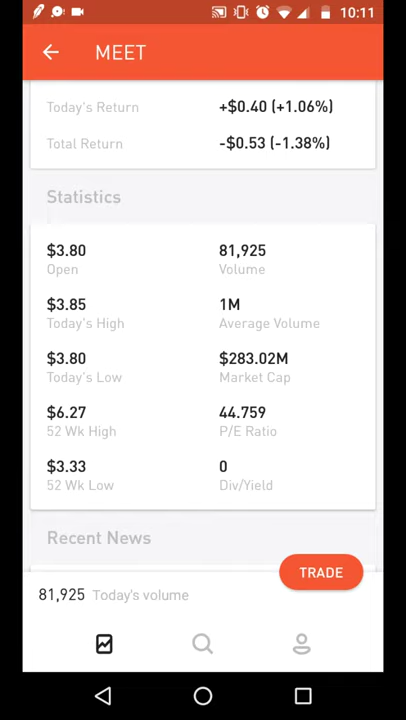 10:11
MEET
Today's Return +$0.40 (+1.06%)
Total Return -$0.53 (-1.38%)
Statistics
$3.80 81,925
Open Volume
$3.85 1M
Today's High Average Volume
$3.80 $283.02M
Today's Low Market Cap
$6.27 44.759
52 Wk High P/E Ratio
$3.33 0
52 Wk Low Div/Yield
Recent News
TRADE
81,925 Today's volume